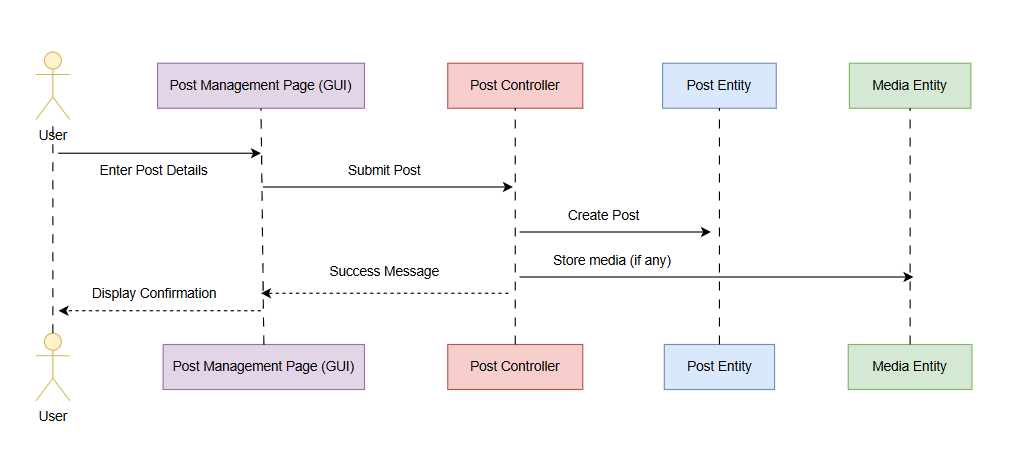 Post Management Page (GUI)
Post Controller
Post Entity
Media Entity
User
Enter Post Details
Submit Post
Create Post
Store media (if any)
Success Message
Display Confirmation
Post Management Page (GUI)
Post Controller
Post Entity
Media Entity
User